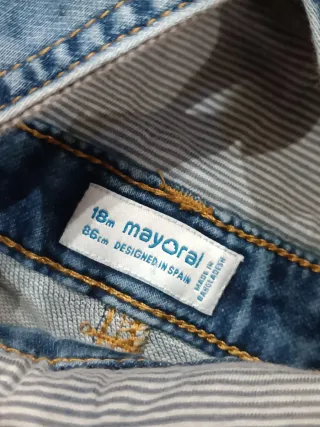 18m
86cm
mayoral
DESIGNED IN SPAIN
MADE IN
BANGLADESH